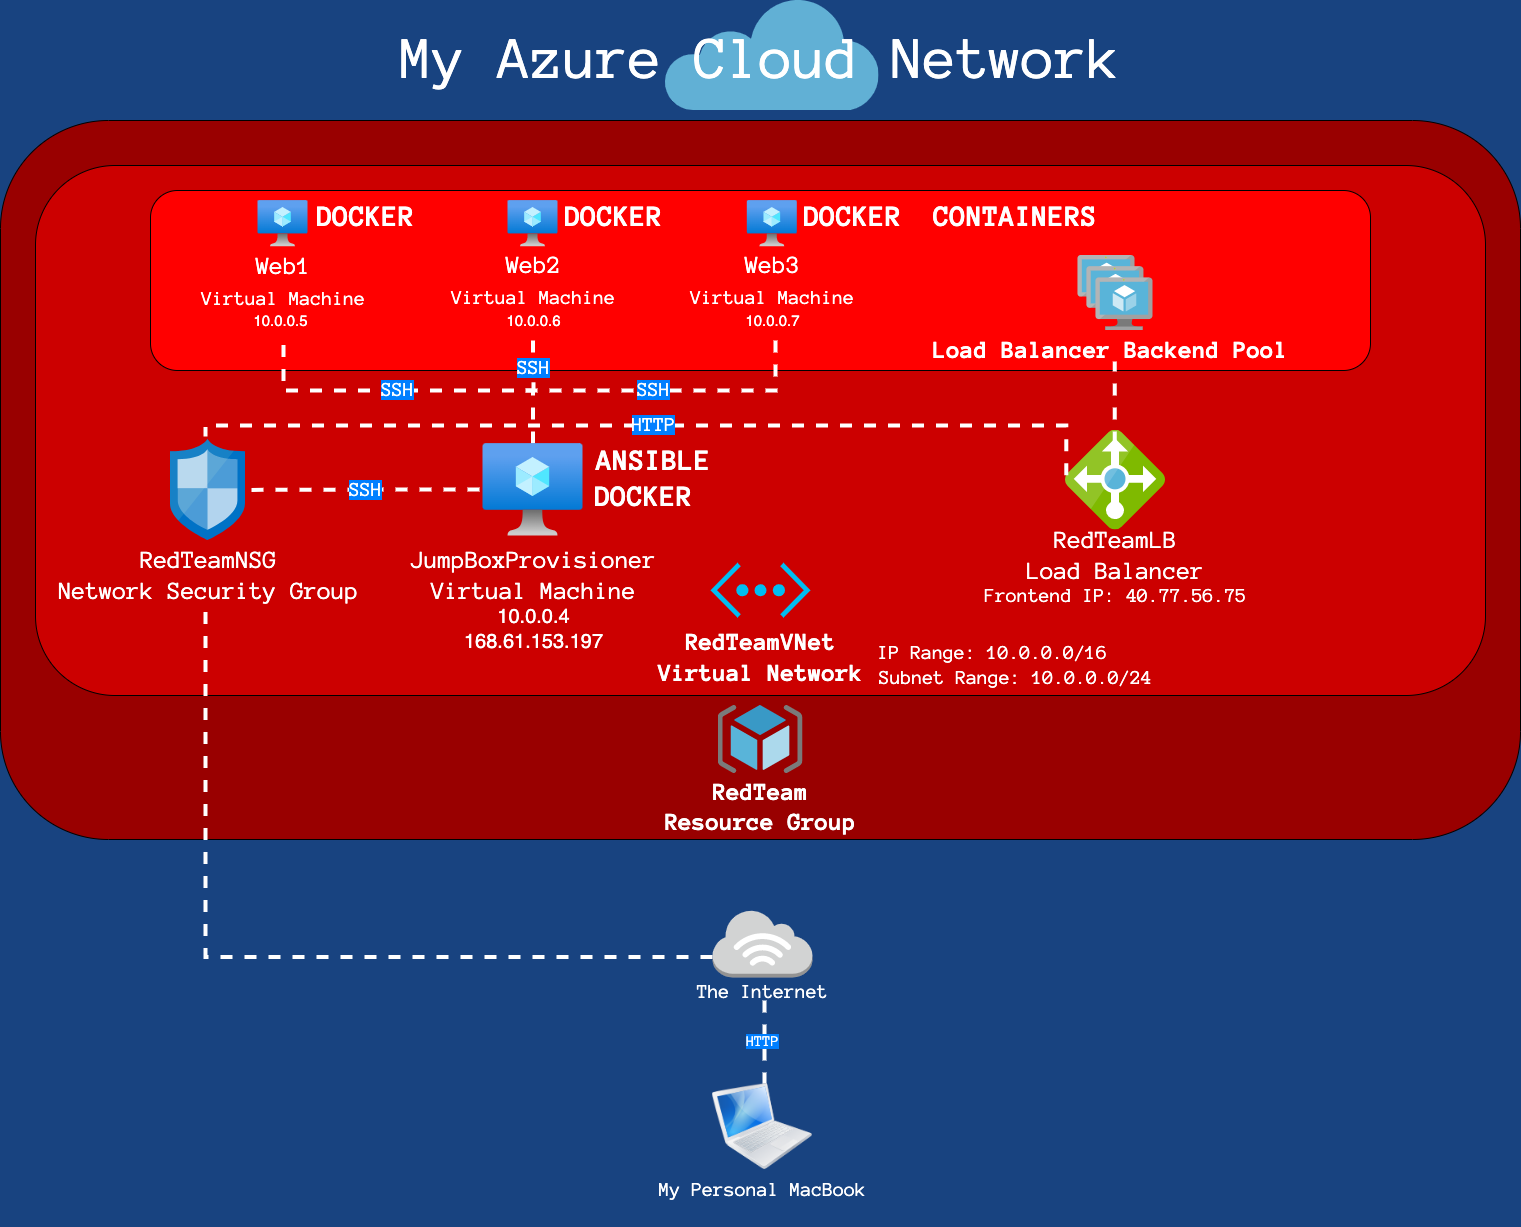 My Azure Cloud Network
DOCKER
DOCKER
DOCKER
CONTAINERS
Web1
Web2
Web3
Virtual Machine
Virtual Machine
Virtual Machine
10.0.0.5
10.0.0.6
10.0.0.7
Load Balancer Backend Pool
SSH
SSH
SSH
HTTP
ANSIBLE
DOCKER
SSH
RedTeamNSG
Network Security Group
JumpBoxProvisioner
Virtual Machine
10.0.0.4
168.61.153.197
RedTeamLB
Load Balancer
Frontend IP: 40.77.56.75
RedTeamVNet
Virtual Network
IP Range: 10.0.0.0/16
Subnet Range: 10.0.0.0/24
RedTeam
Resource Group
The Internet
HTTP
My Personal MacBook